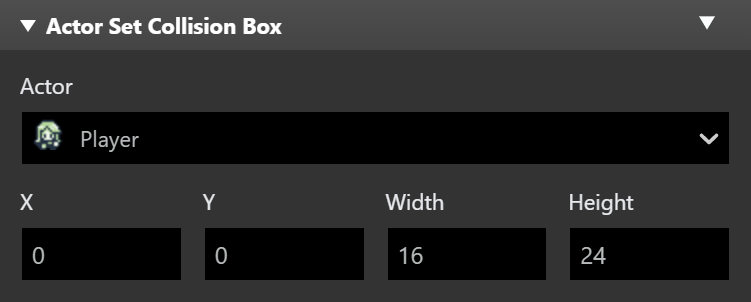 Actor Set Collision Box
Actor
Player
X Y Width Height
0 0 16 24